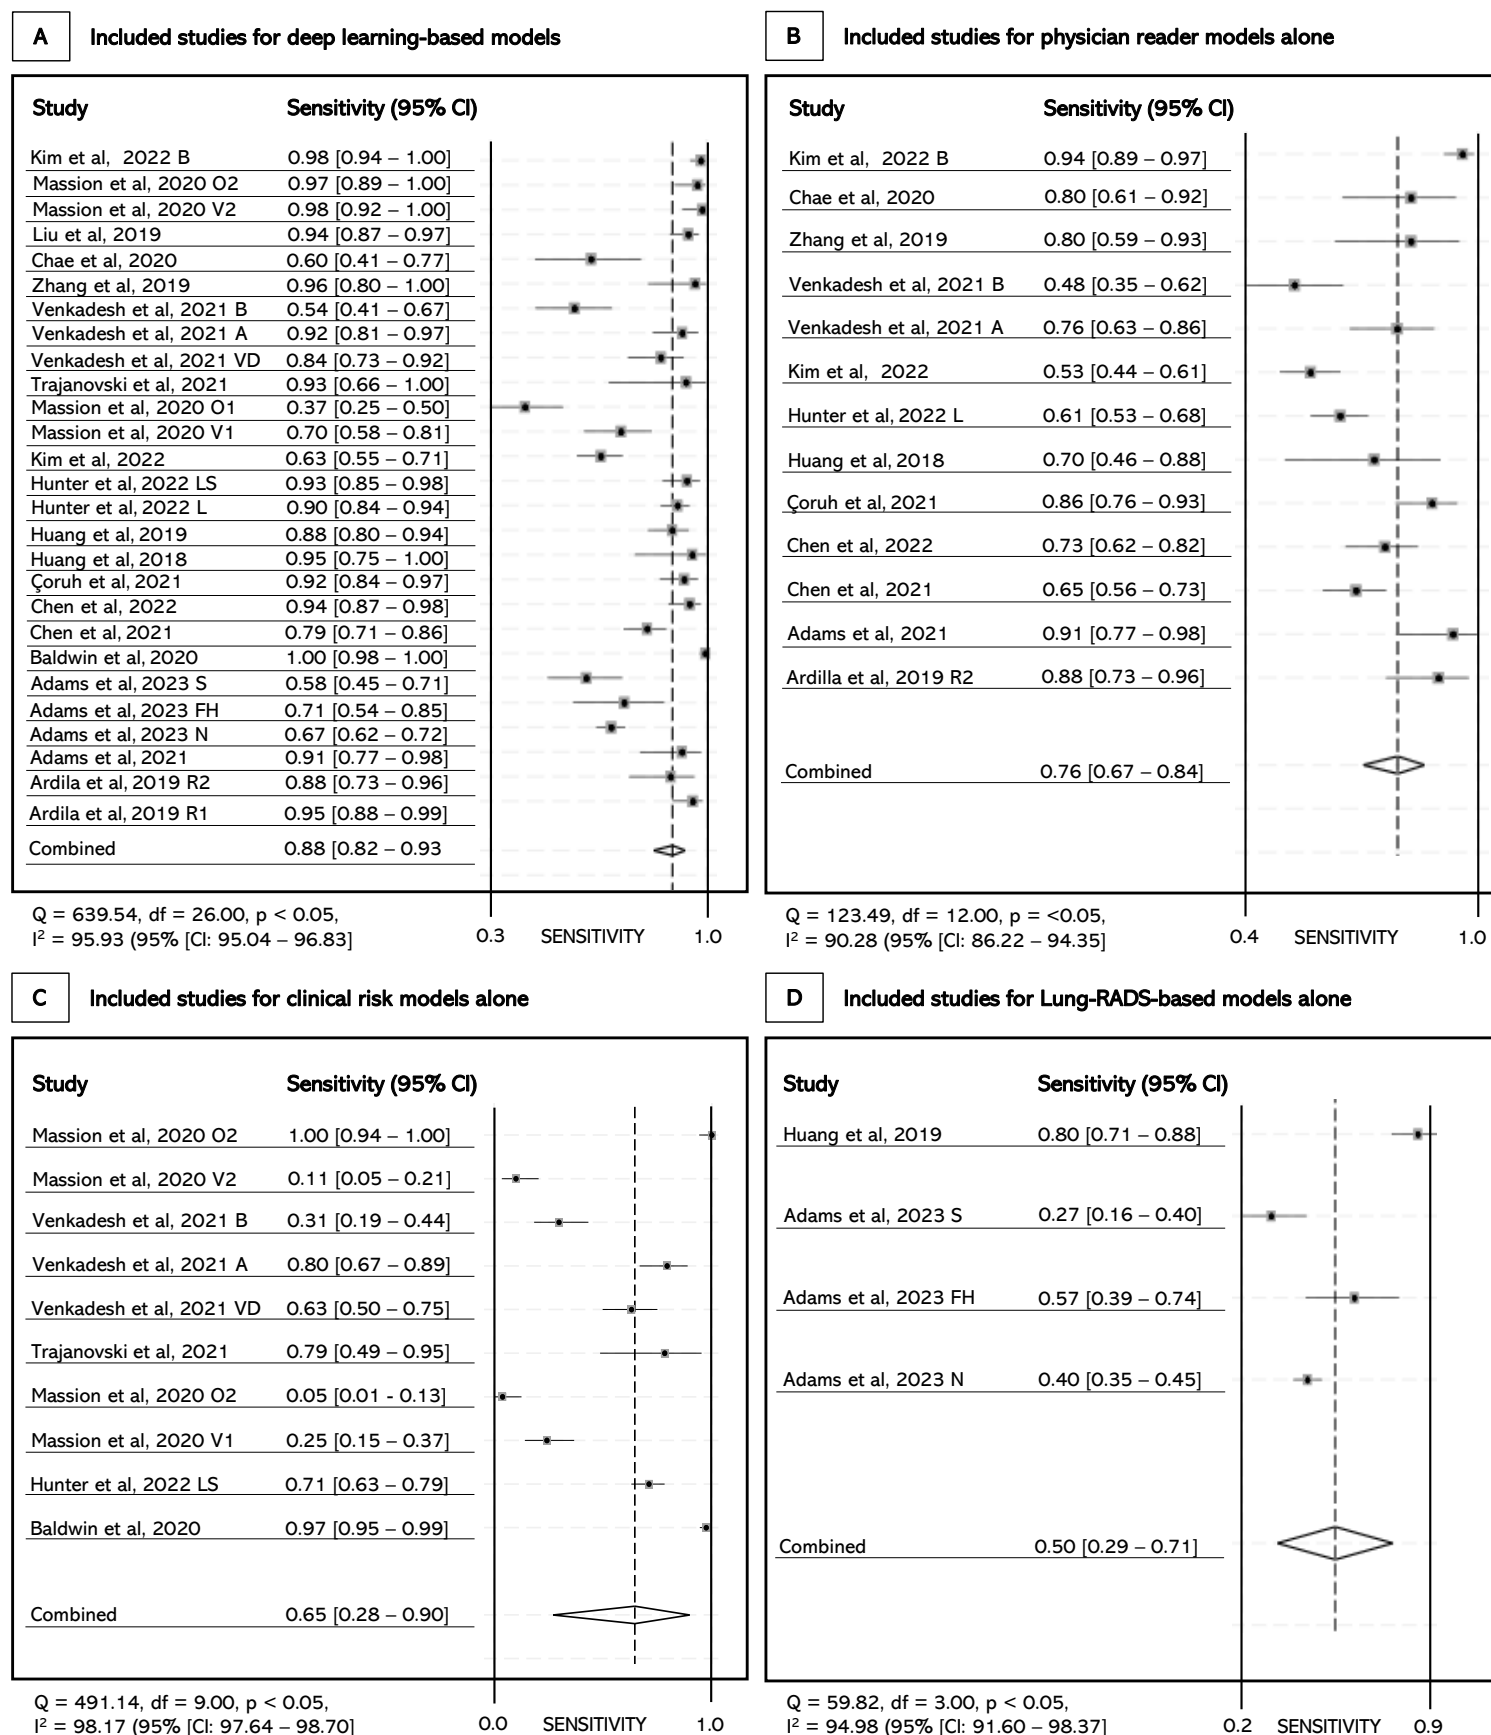 A Included studies for deep learning-based models
Study Sensitivity (95% CI)
Kim et al, 2022 B 0.98 [0.94 – 1.00]
Massion et al, 2020 O2 0.97 [0.89 – 1.00]
Massion et al, 2020 V2 0.98 [0.92 – 1.00]
Liu et al, 2019 0.94 [0.87 – 0.97]
Chae et al, 2020 0.60 [0.41 – 0.77]
Zhang et al, 2019 0.96 [0.80 – 1.00]
Venkadesh et al, 2021 B 0.54 [0.41 – 0.67]
Venkadesh et al, 2021 A 0.92 [0.81 – 0.97]
Venkadesh et al, 2021 VD 0.84 [0.73 – 0.92]
Trajanovski et al, 2021 0.93 [0.66 – 1.00]
Massion et al, 2020 O1 0.37 [0.25 – 0.50]
Massion et al, 2020 V1 0.70 [0.58 – 0.81]
Kim et al, 2022 0.63 [0.55 – 0.71]
Hunter et al, 2022 LS 0.93 [0.85 – 0.98]
Hunter et al, 2022 L 0.90 [0.84 – 0.94]
Huang et al, 2019 0.88 [0.80 – 0.94]
Huang et al, 2018 0.95 [0.75 – 1.00]
Çoruh et al, 2021 0.92 [0.84 – 0.97]
Chen et al, 2022 0.94 [0.87 – 0.98]
Chen et al, 2021 0.79 [0.71 – 0.86]
Baldwin et al, 2020 1.00 [0.98 – 1.00]
Adams et al, 2023 S 0.58 [0.45 – 0.71]
Adams et al, 2023 FH 0.71 [0.54 – 0.85]
Adams et al, 2023 N 0.67 [0.62 – 0.72]
Adams et al, 2021 0.91 [0.77 – 0.98]
Ardila et al, 2019 R2 0.88 [0.73 – 0.96]
Ardila et al, 2019 R1 0.95 [0.88 – 0.99]
Combined 0.88 [0.82 – 0.93
Q = 639.54, df = 26.00, p < 0.05,
I² = 95.93 (95% [CI: 95.04 – 96.83]
0.3 SENSITIVITY 1.0
B Included studies for physician reader models alone
Study Sensitivity (95% CI)
Kim et al, 2022 B 0.94 [0.89 – 0.97]
Chae et al, 2020 0.80 [0.61 – 0.92]
Zhang et al, 2019 0.80 [0.59 – 0.93]
Venkadesh et al, 2021 B 0.48 [0.35 – 0.62]
Venkadesh et al, 2021 A 0.76 [0.63 – 0.86]
Kim et al, 2022 0.53 [0.44 – 0.61]
Hunter et al, 2022 L 0.61 [0.53 – 0.68]
Huang et al, 2018 0.70 [0.46 – 0.88]
Çoruh et al, 2021 0.86 [0.76 – 0.93]
Chen et al, 2022 0.73 [0.62 – 0.82]
Chen et al, 2021 0.65 [0.56 – 0.73]
Adams et al, 2021 0.91 [0.77 – 0.98]
Ardilla et al, 2019 R2 0.88 [0.73 – 0.96]
Combined 0.76 [0.67 – 0.84]
Q = 123.49, df = 12.00, p = <0.05,
I² = 90.28 (95% [CI: 86.22 – 94.35]
0.4 SENSITIVITY 1.0
C Included studies for clinical risk models alone
Study Sensitivity (95% CI)
Massion et al, 2020 O2 1.00 [0.94 – 1.00]
Massion et al, 2020 V2 0.11 [0.05 – 0.21]
Venkadesh et al, 2021 B 0.31 [0.19 – 0.44]
Venkadesh et al, 2021 A 0.80 [0.67 – 0.89]
Venkadesh et al, 2021 VD 0.63 [0.50 – 0.75]
Trajanovski et al, 2021 0.79 [0.49 – 0.95]
Massion et al, 2020 O2 0.05 [0.01 - 0.13]
Massion et al, 2020 V1 0.25 [0.15 – 0.37]
Hunter et al, 2022 LS 0.71 [0.63 – 0.79]
Baldwin et al, 2020 0.97 [0.95 – 0.99]
Combined 0.65 [0.28 – 0.90]
Q = 491.14, df = 9.00, p < 0.05,
I² = 98.17 (95% [CI: 97.64 – 98.70]
0.0 SENSITIVITY 1.0
D Included studies for Lung-RADS-based models alone
Study Sensitivity (95% CI)
Huang et al, 2019 0.80 [0.71 – 0.88]
Adams et al, 2023 S 0.27 [0.16 – 0.40]
Adams et al, 2023 FH 0.57 [0.39 – 0.74]
Adams et al, 2023 N 0.40 [0.35 – 0.45]
Combined 0.50 [0.29 – 0.71]
Q = 59.82, df = 3.00, p < 0.05,
I² = 94.98 (95% [CI: 91.60 – 98.37]
0.2 SENSITIVITY 0.9